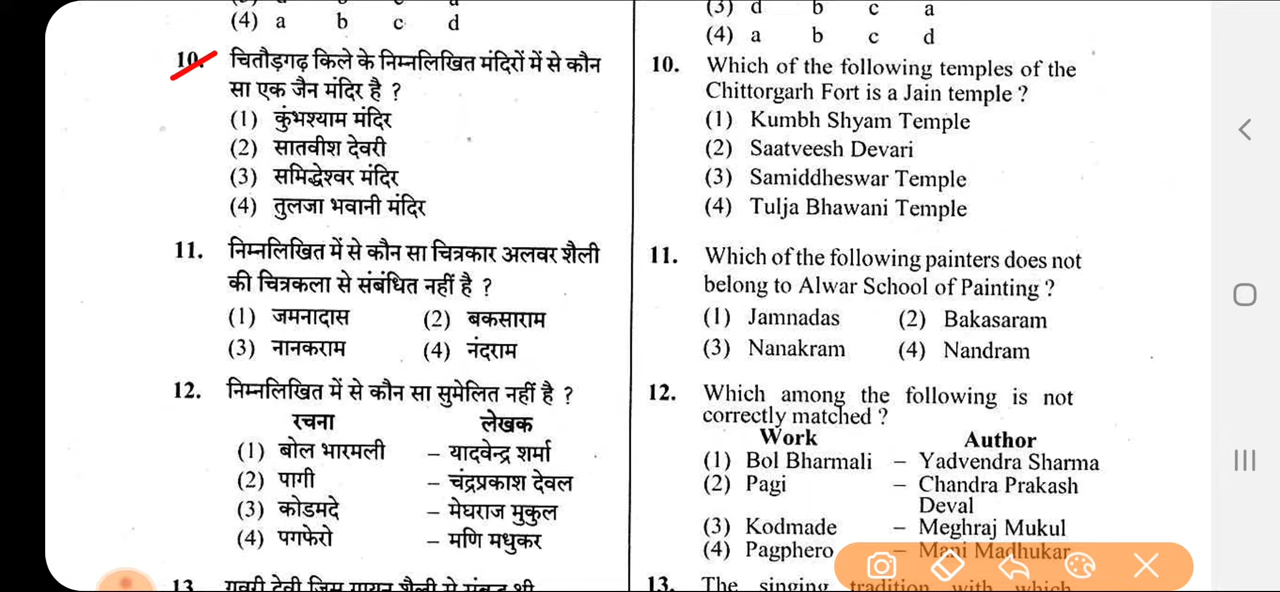 (4) a b c d
10. चितौड़गढ़ किले के निम्नलिखित मंदिरों में से कौन
सा एक जैन मंदिर है ?
(1) कुंभश्याम मंदिर
(2) सातवीश देवरी
(3) समिद्धेश्वर मंदिर
(4) तुलजा भवानी मंदिर
11. निम्नलिखित में से कौन सा चित्रकार अलवर शैली
की चित्रकला से संबंधित नहीं है ?
(1) जमनादास (2) बकसाराम
(3) नानकराम (4) नंदराम
12. निम्नलिखित में से कौन सा सुमेलित नहीं है ?
रचना लेखक
(1) बोल भारमली – यादवेन्द्र शर्मा
(2) पागी – चंद्रप्रकाश देवल
(3) कोडमदे – मेघराज मुकुल
(4) पगफेरो – मणि मधुकर
13. गवरी देवी जिस गायन शैली से संबद्ध थी
(3) d b c a
(4) a b c d
10. Which of the following temples of the
Chittorgarh Fort is a Jain temple ?
(1) Kumbh Shyam Temple
(2) Saatveesh Devari
(3) Samiddheswar Temple
(4) Tulja Bhawani Temple
11. Which of the following painters does not
belong to Alwar School of Painting ?
(1) Jamnadas (2) Bakasaram
(3) Nanakram (4) Nandram
12. Which among the following is not
correctly matched ?
Work Author
(1) Bol Bharmali – Yadvendra Sharma
(2) Pagi – Chandra Prakash
Deval
(3) Kodmade – Meghraj Mukul
(4) Pagphero – Mani Madhukar
13. The singing tradition with which